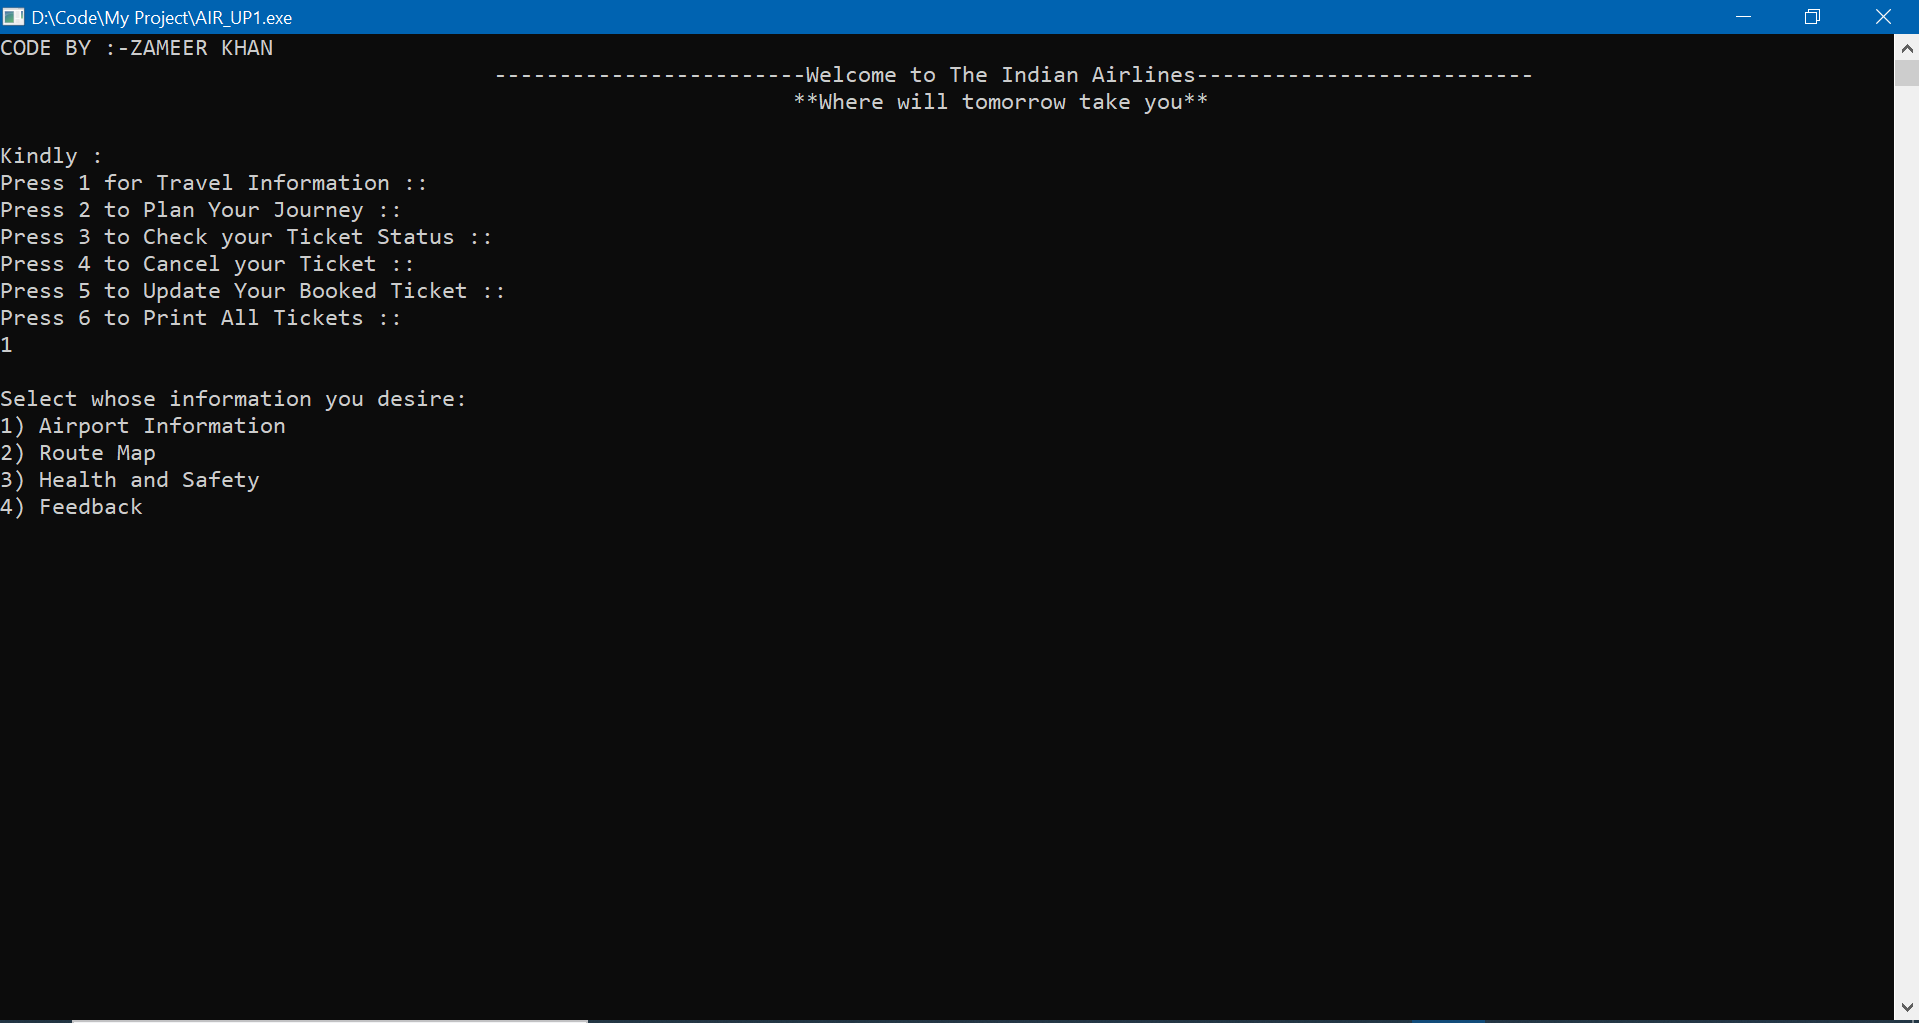 D:\Code\My Project\AIR_UP1.exe
CODE BY :-ZAMEER KHAN
------------------------Welcome to The Indian Airlines--------------------------
**Where will tomorrow take you**
Kindly :
Press 1 for Travel Information ::
Press 2 to Plan Your Journey ::
Press 3 to Check your Ticket Status ::
Press 4 to Cancel your Ticket ::
Press 5 to Update Your Booked Ticket ::
Press 6 to Print All Tickets ::
1
Select whose information you desire:
1) Airport Information
2) Route Map
3) Health and Safety
4) Feedback